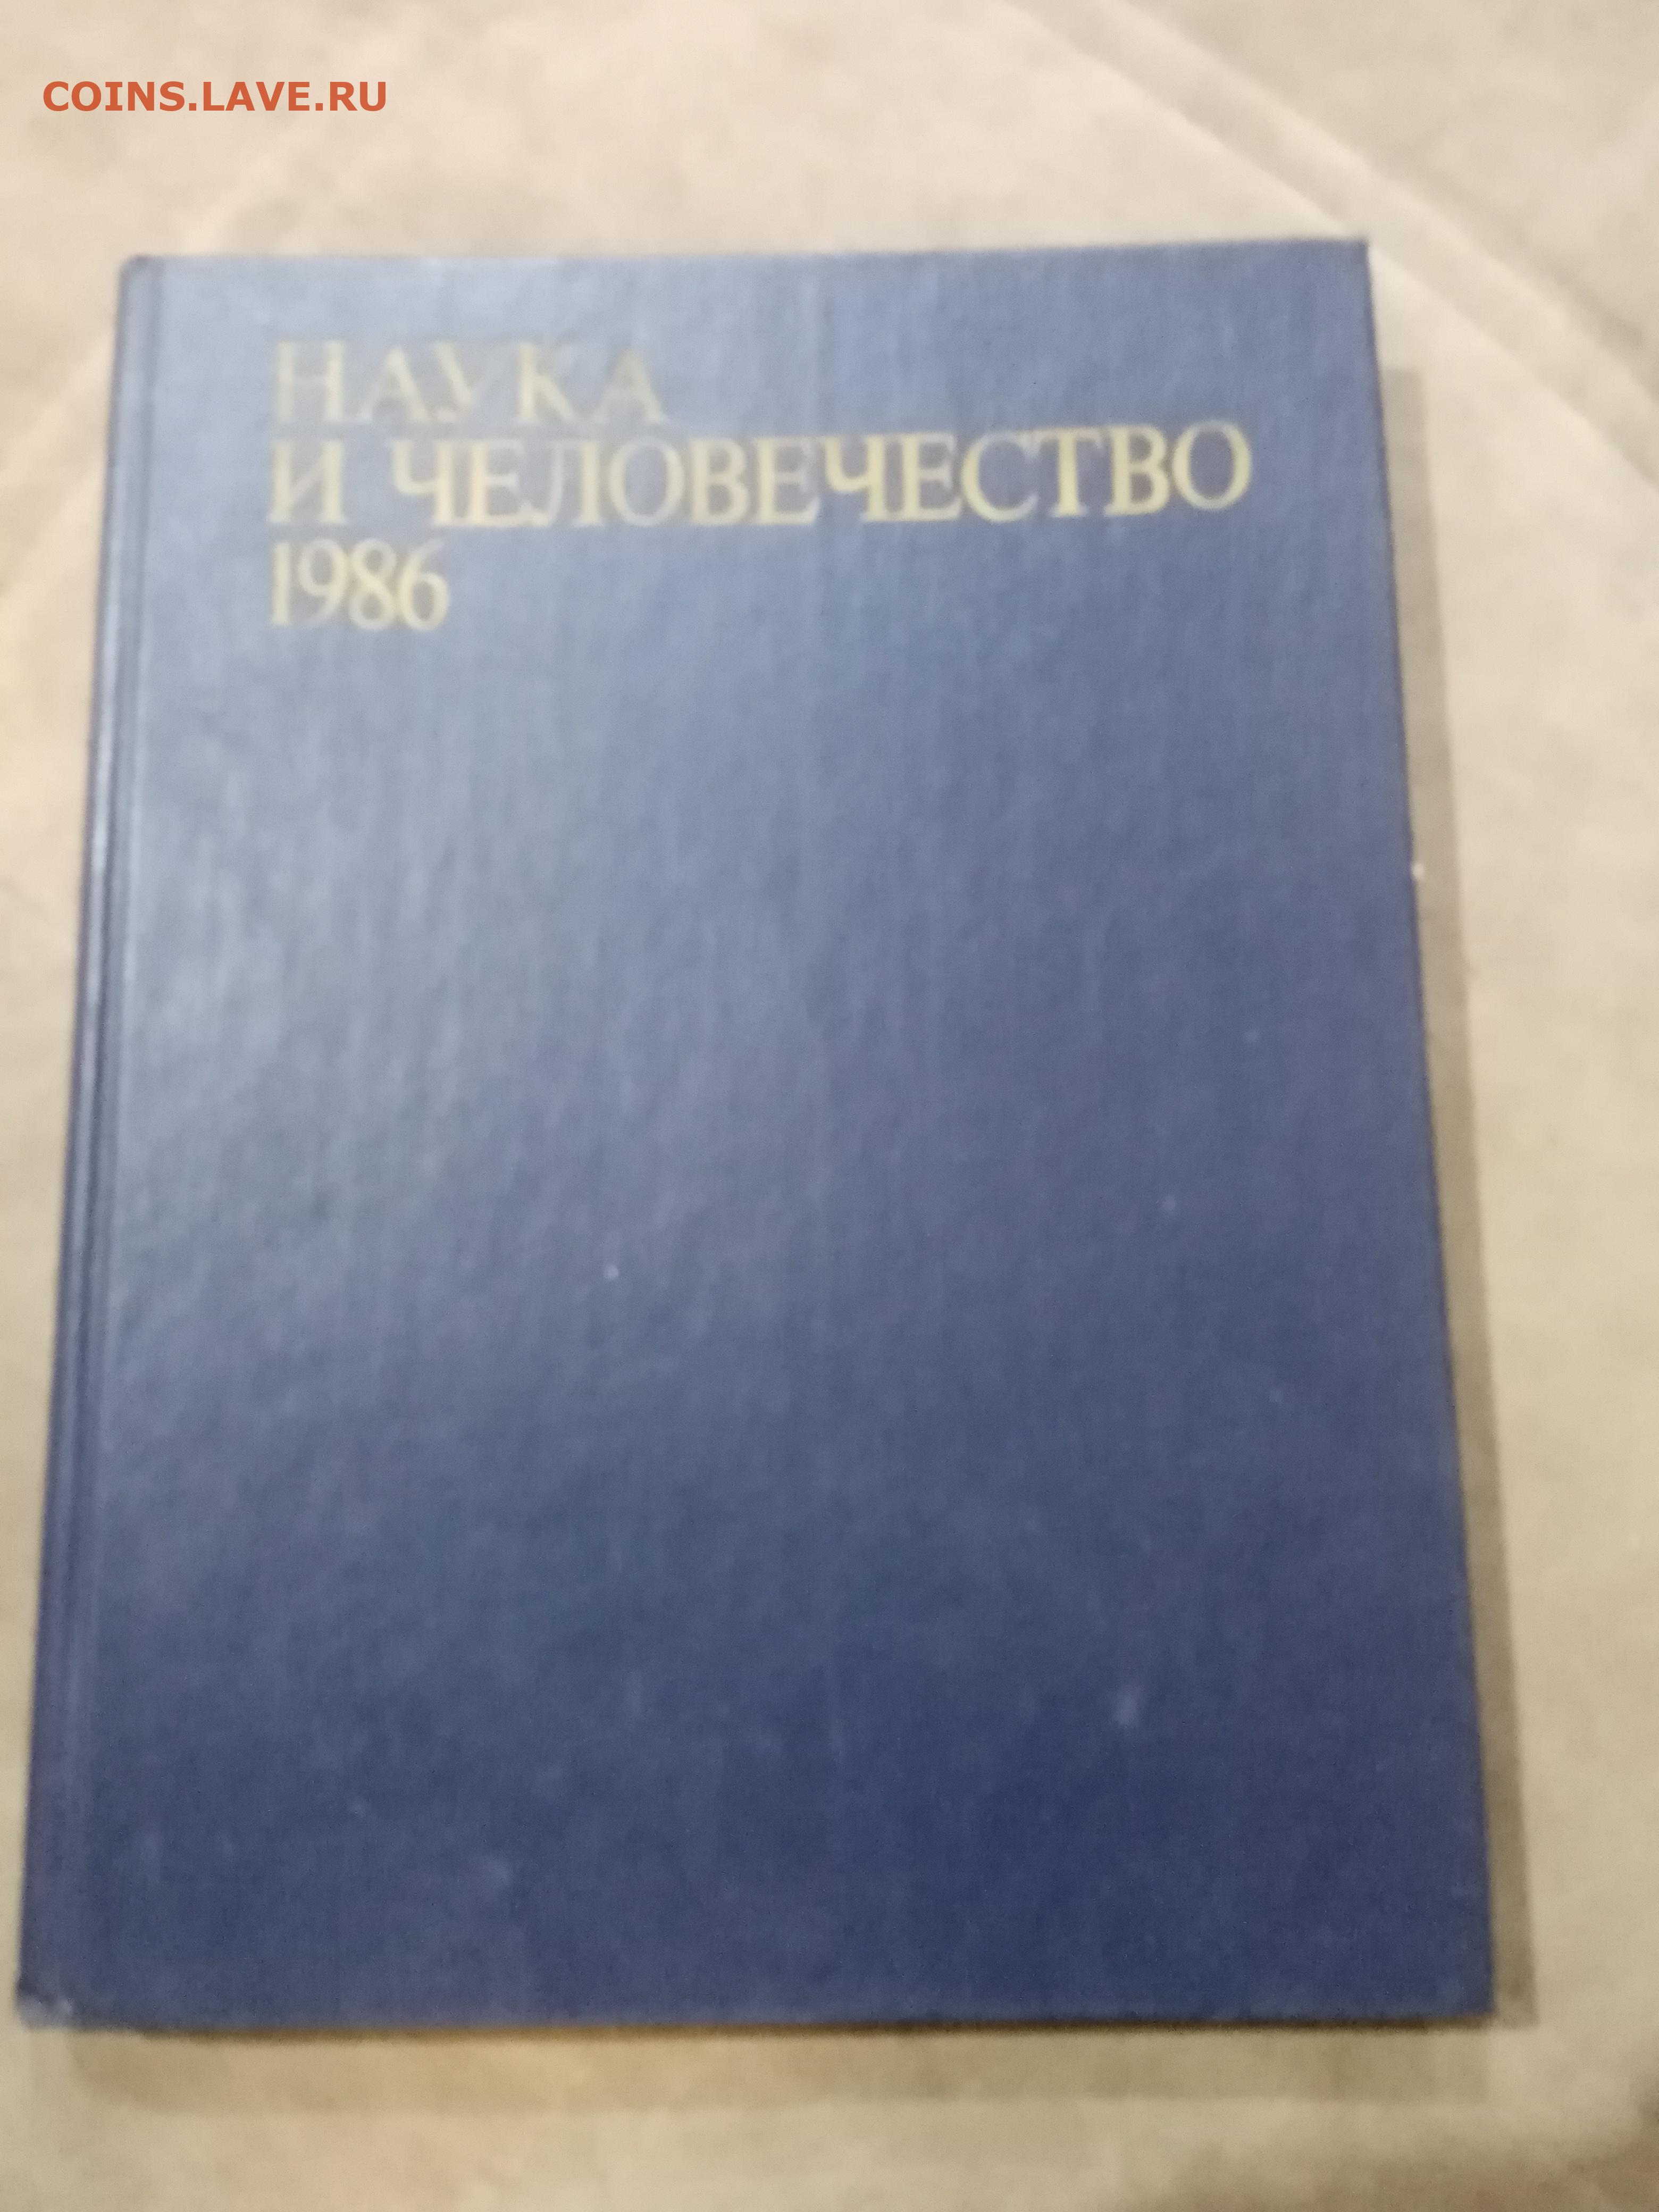 COINS.LAVE.RU
НАУКА
И ЧЕЛОВЕЧЕСТВО
1986